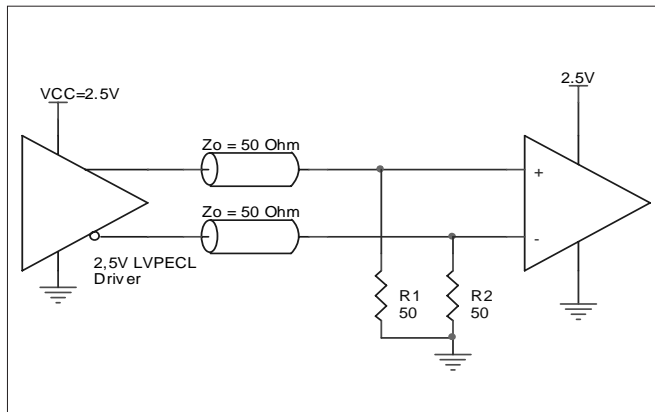 VCC=2.5V
2.5V
Zo = 50 Ohm
+
Zo = 50 Ohm
-
2,5V LVPECL
Driver
R1
50
R2
50